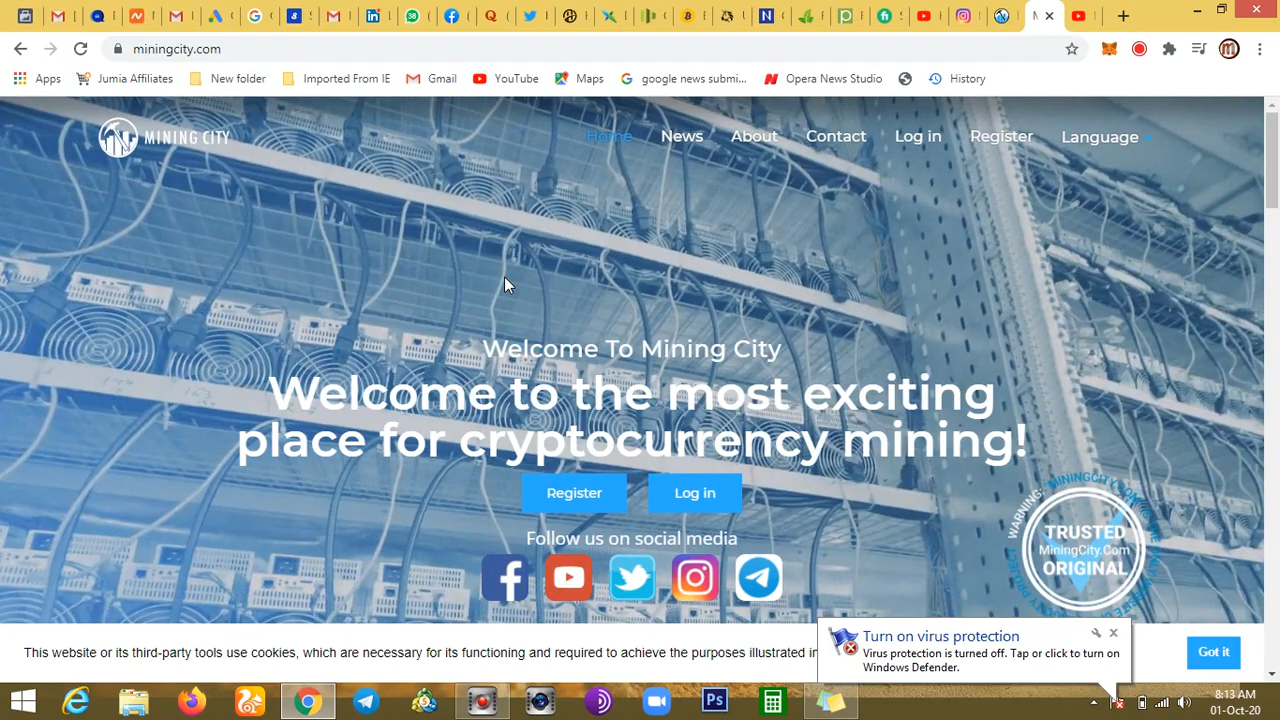 miningcity.com
Apps
Jumia Affiliates
New folder
Imported From IE
Gmail
YouTube
Maps
google news submi...
Opera News Studio
History
MINING CITY
Home
News
About
Contact
Log in
Register
Language
Welcome To Mining City
Welcome to the most exciting
place for cryptocurrency mining!
Register
Log in
Follow us on social media
TRUSTED
MiningCity.Com
ORIGINAL
WARNING:
This website or its third-party tools use cookies, which are necessary for its functioning and required to achieve the purposes illustrated in
Got it
Turn on virus protection
Virus protection is turned off. Tap or click to turn on
Windows Defender.
8:13 AM
01-Oct-20